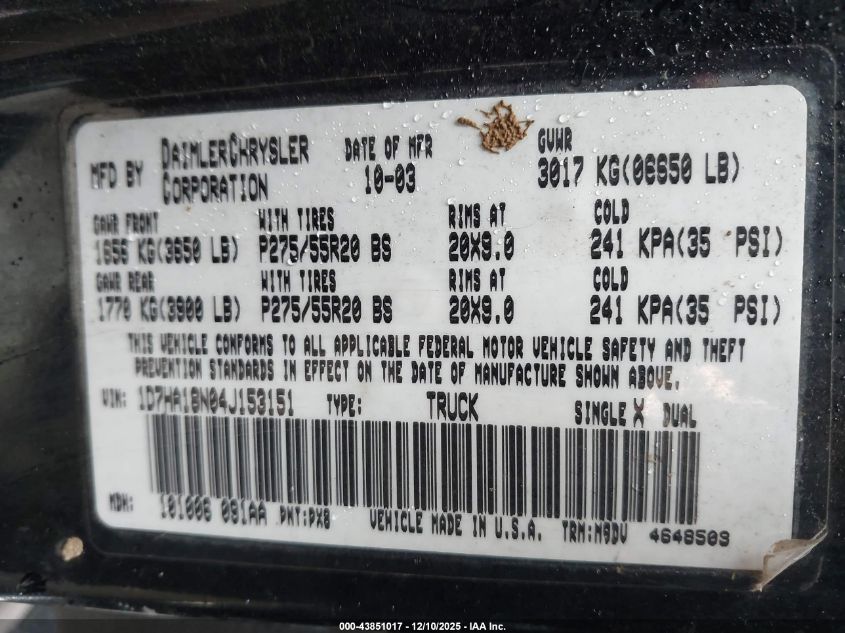 MFD BY DAIMLERCHRYSLER CORPORATION DATE OF MFR 10-03 GVWR 3017 KG(06650 LB)
GAWR FRONT WITH TIRES RIMS AT COLD
1656 KG(3650 LB) P275/55R20 BS 20X9.0 241 KPA(35 PSI)
GAWR REAR WITH TIRES RIMS AT COLD
1770 KG(3900 LB) P275/55R20 BS 20X9.0 241 KPA(35 PSI)
THIS VEHICLE CONFORMS TO ALL APPLICABLE FEDERAL MOTOR VEHICLE SAFETY AND THEFT
PREVENTION STANDARDS IN EFFECT ON THE DATE OF MANUFACTURE SHOWN ABOVE.
VIN: 1D7HA18N04J153151 TYPE: TRUCK SINGLE X DUAL
MDH: 101006 091AA PNT:PX8 VEHICLE MADE IN U.S.A. TRM:M9DV 4648503
000-43851017 - 12/10/2025 - IAA Inc.